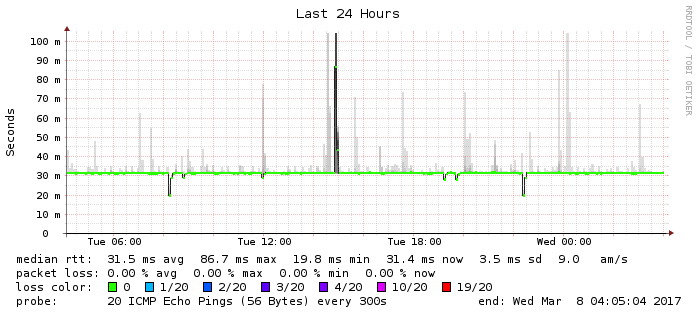 Last 24 Hours
RRDTOOL / TOBI OETIKER
Seconds
100 m
90 m
80 m
70 m
60 m
50 m
40 m
30 m
20 m
10 m
0
Tue 06:00 Tue 12:00 Tue 18:00 Wed 00:00
median rtt: 31.5 ms avg 86.7 ms max 19.8 ms min 31.4 ms now 3.5 ms sd 9.0 am/s
packet loss: 0.00 % avg 0.00 % max 0.00 % min 0.00 % now
loss color: 0 1/20 2/20 3/20 4/20 10/20 19/20
probe: 20 ICMP Echo Pings (56 Bytes) every 300s end: Wed Mar 8 04:05:04 2017